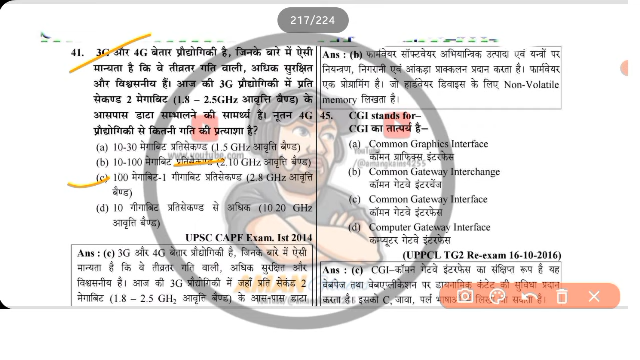 217/224
41. 3G और 4G बेतार प्रौद्योगिकी है, जिनके बारे में ऐसी
मान्यता है कि वे तीव्रतर गति वाली, अधिक सुरक्षित
और विश्वसनीय हैं। आज की 3G प्रौद्योगिकी में प्रति
सेकण्ड 2 मेगाबिट (1.8 – 2.5GHz आवृत्ति बैण्ड) के
आसपास डाटा सम्भालने की सामर्थ्य है। नूतन 4G
प्रौद्योगिकी से कितनी गति की प्रत्याशा है?
(a) 10-30 मेगाबिट प्रतिसेकण्ड (1.5 GHz आवृत्ति बैण्ड)
(b) 10-100 मेगाबिट प्रतिसेकण्ड (2.10 GHz आवृत्ति बैण्ड)
(c) 100 मेगाबिट-1 गीगाबिट प्रतिसेकण्ड (2.8 GHz आवृत्ति
बैण्ड)
(d) 10 गीगाबिट प्रतिसेकण्ड से अधिक (10.20 GHz
आवृत्ति बैण्ड)
UPSC CAPF Exam. Ist 2014
Ans : (c) 3G और 4G बेतार प्रौद्योगिकी है, जिनके बारे में ऐसी
मान्यता है कि वे तीव्रतर गति वाली, अधिक सुरक्षित और
विश्वसनीय है। आज की 3G प्रौद्योगिकी में जहाँ प्रति सेकेंड 2
मेगाबिट (1.8 – 2.5 GH₂ आवृत्ति बैण्ड) के आस-पास डाटा
Ans : (b) फार्मवेयर सॉफ्टवेयर अभियान्त्रिक उत्पादों एवं यन्त्रों पर
नियन्त्रण, निगरानी एवं आंकड़ा प्राक्कलन प्रदान करता है। फार्मवेयर
एक प्रोग्रामिंग है। जो हार्डवेयर डिवाइस के लिए Non-Volatile
memory लिखता है।
45. CGI stands for–
CGI का तात्पर्य है–
(a) Common Graphics Interface
कॉमन ग्राफिक्स इंटरफेस
(b) Common Gateway Interchange
कॉमन गेटवे इंटरचेंज
(c) Common Gateway Interface
कॉमन गेटवे इंटरफेस
(d) Computer Gateway Interface
कम्प्यूटर गेटवे इंटरफेस
(UPPCL TG2 Re-exam 16-10-2016)
Ans : (c) CGI–कॉमन गेटवे इंटरफेस का संक्षिप्त रूप है यह
वेबपेज तथा वेबएप्लीकेशन पर डायनामिक कंटेंट की सुविधा प्रदान
करता है। इसको C, जावा, पर्ल